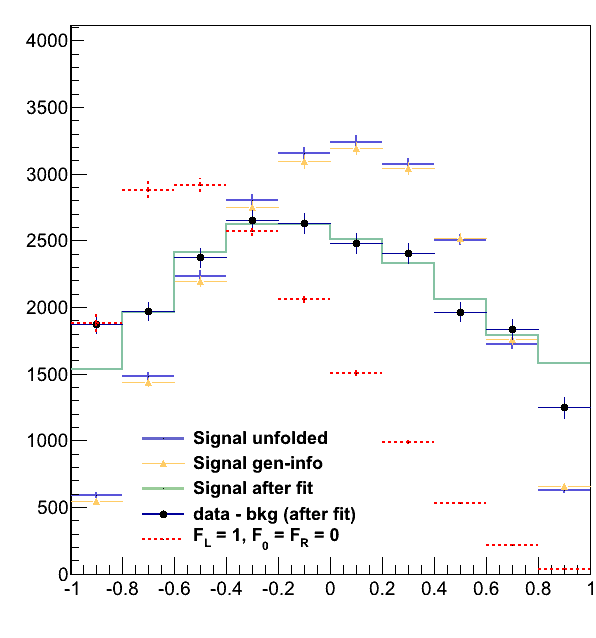 4000
3500
3000
2500
2000
1500
1000
500
0
Signal unfolded
Signal gen-info
Signal after fit
data - bkg (after fit)
F_L = 1, F_0 = F_R = 0
-1 -0.8 -0.6 -0.4 -0.2 0 0.2 0.4 0.6 0.8 1